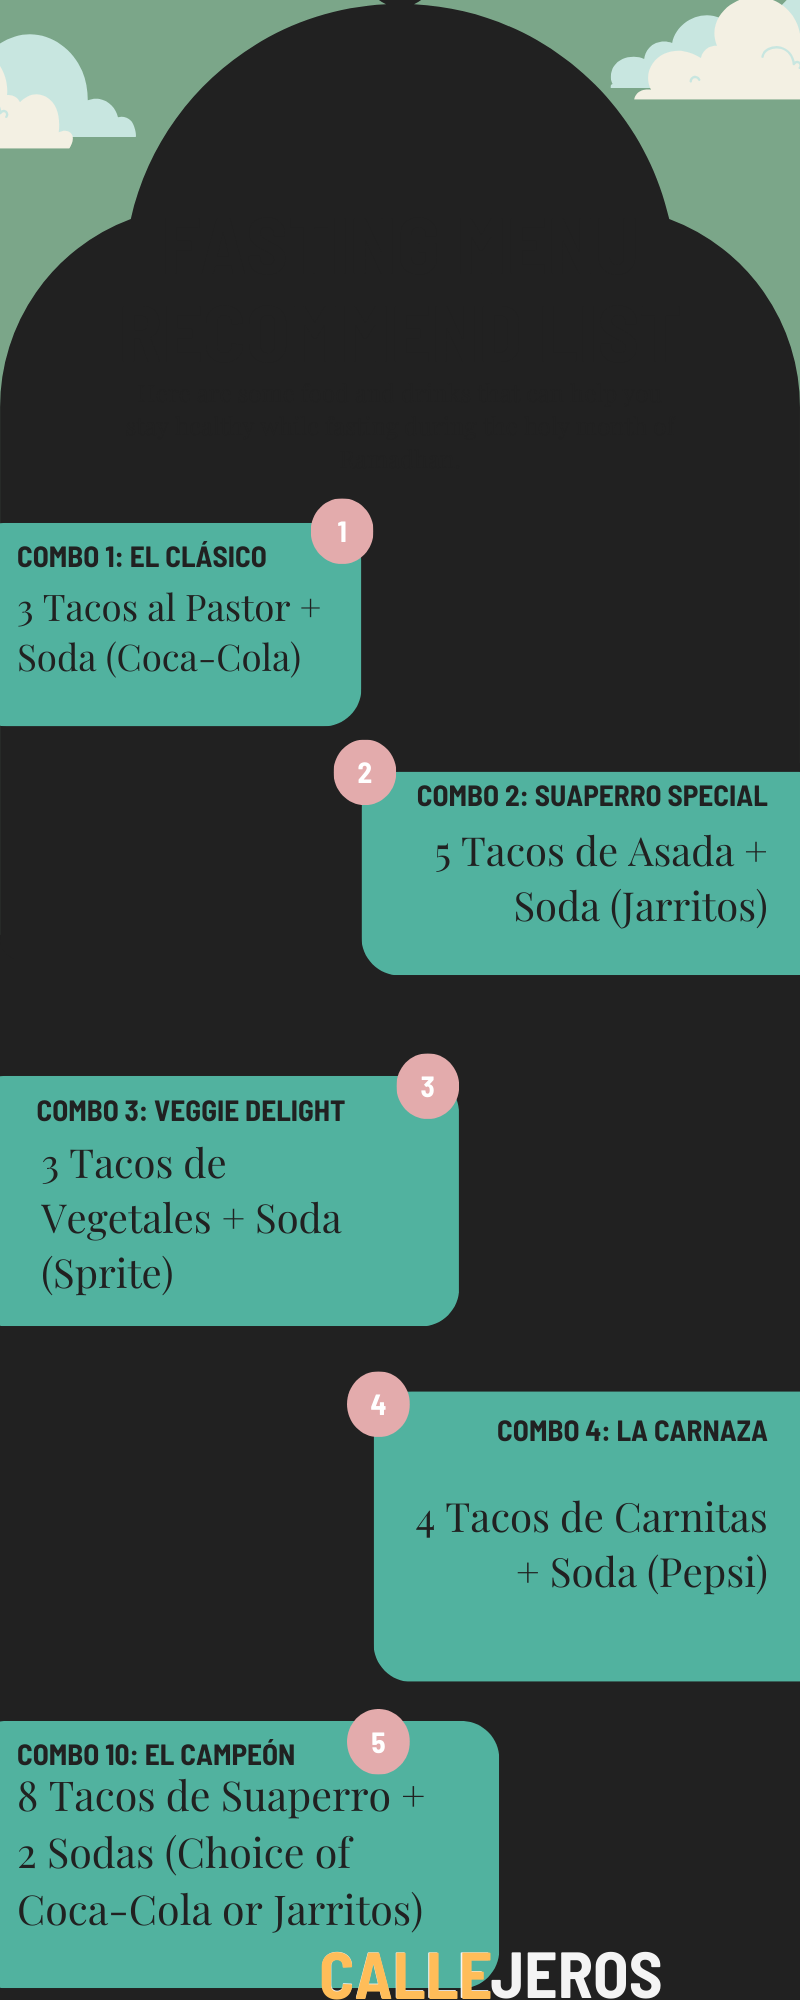 1
COMBO 1: EL CLÁSICO
3 Tacos al Pastor +
Soda (Coca-Cola)
2
COMBO 2: SUAPERRO SPECIAL
5 Tacos de Asada +
Soda (Jarritos)
3
COMBO 3: VEGGIE DELIGHT
3 Tacos de
Vegetales + Soda
(Sprite)
4
COMBO 4: LA CARNAZA
4 Tacos de Carnitas
+ Soda (Pepsi)
5
COMBO 10: EL CAMPEÓN
8 Tacos de Suaperro +
2 Sodas (Choice of
Coca-Cola or Jarritos)
CALLEJEROS